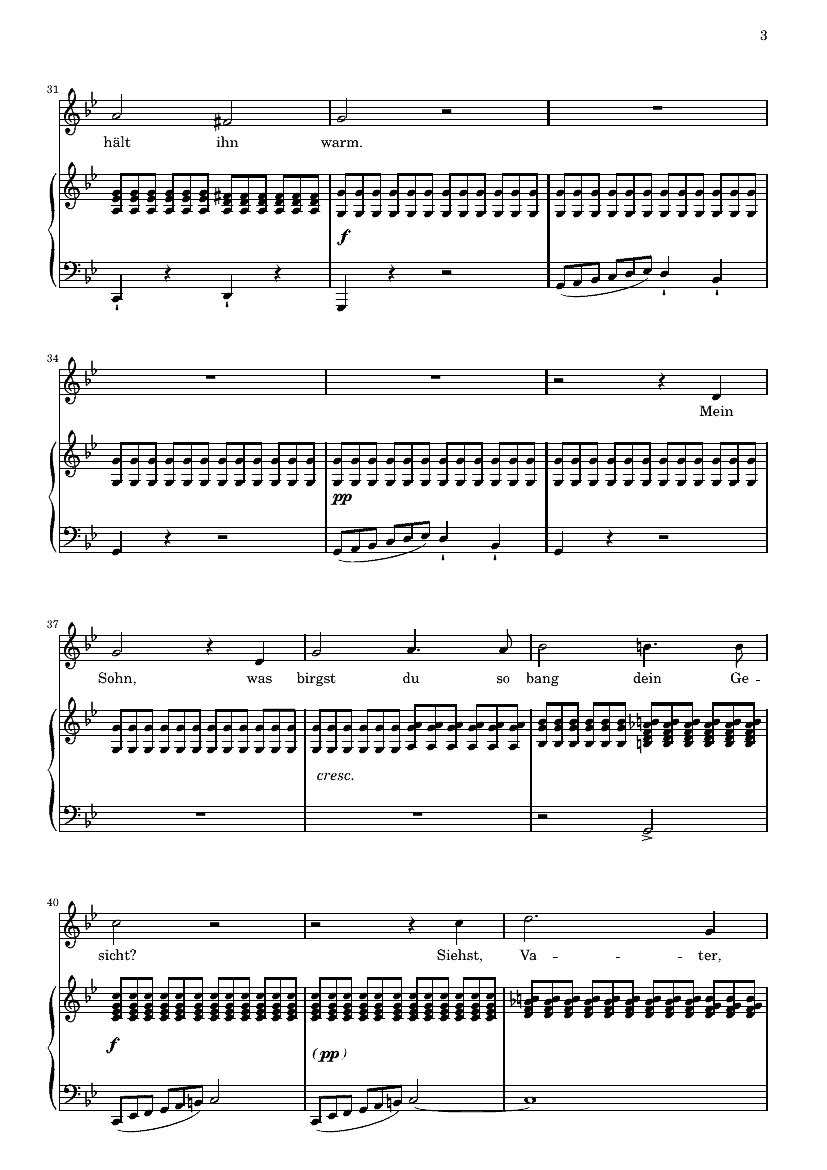 3
31
hält ihn warm.
f
34
Mein
pp
37
Sohn, was birgst du so bang dein Ge -
cresc.
40
sicht? Siehst, Va - - - ter,
f
(pp)